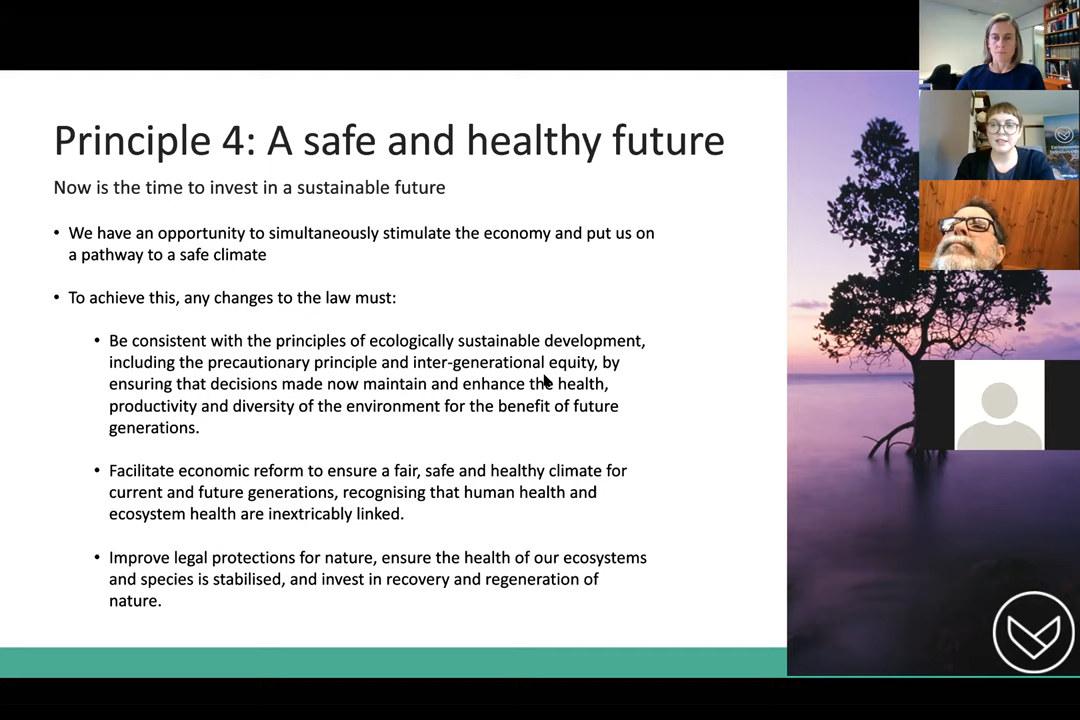 Principle 4: A safe and healthy future
Now is the time to invest in a sustainable future
• We have an opportunity to simultaneously stimulate the economy and put us on
a pathway to a safe climate
• To achieve this, any changes to the law must:
• Be consistent with the principles of ecologically sustainable development,
including the precautionary principle and inter-generational equity, by
ensuring that decisions made now maintain and enhance the health,
productivity and diversity of the environment for the benefit of future
generations.
• Facilitate economic reform to ensure a fair, safe and healthy climate for
current and future generations, recognising that human health and
ecosystem health are inextricably linked.
• Improve legal protections for nature, ensure the health of our ecosystems
and species is stabilised, and invest in recovery and regeneration of
nature.